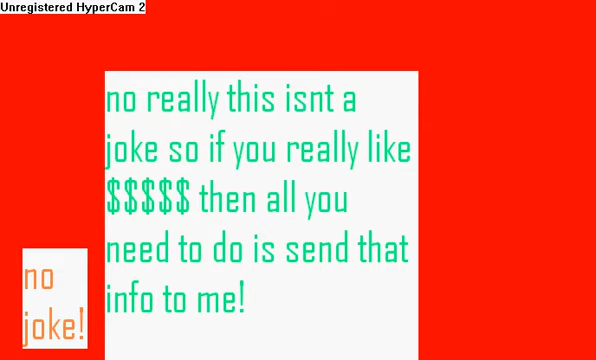 Unregistered HyperCam 2
no really this isnt a
joke so if you really like
$$$$$ then all you
need to do is send that
info to me!
no
joke!